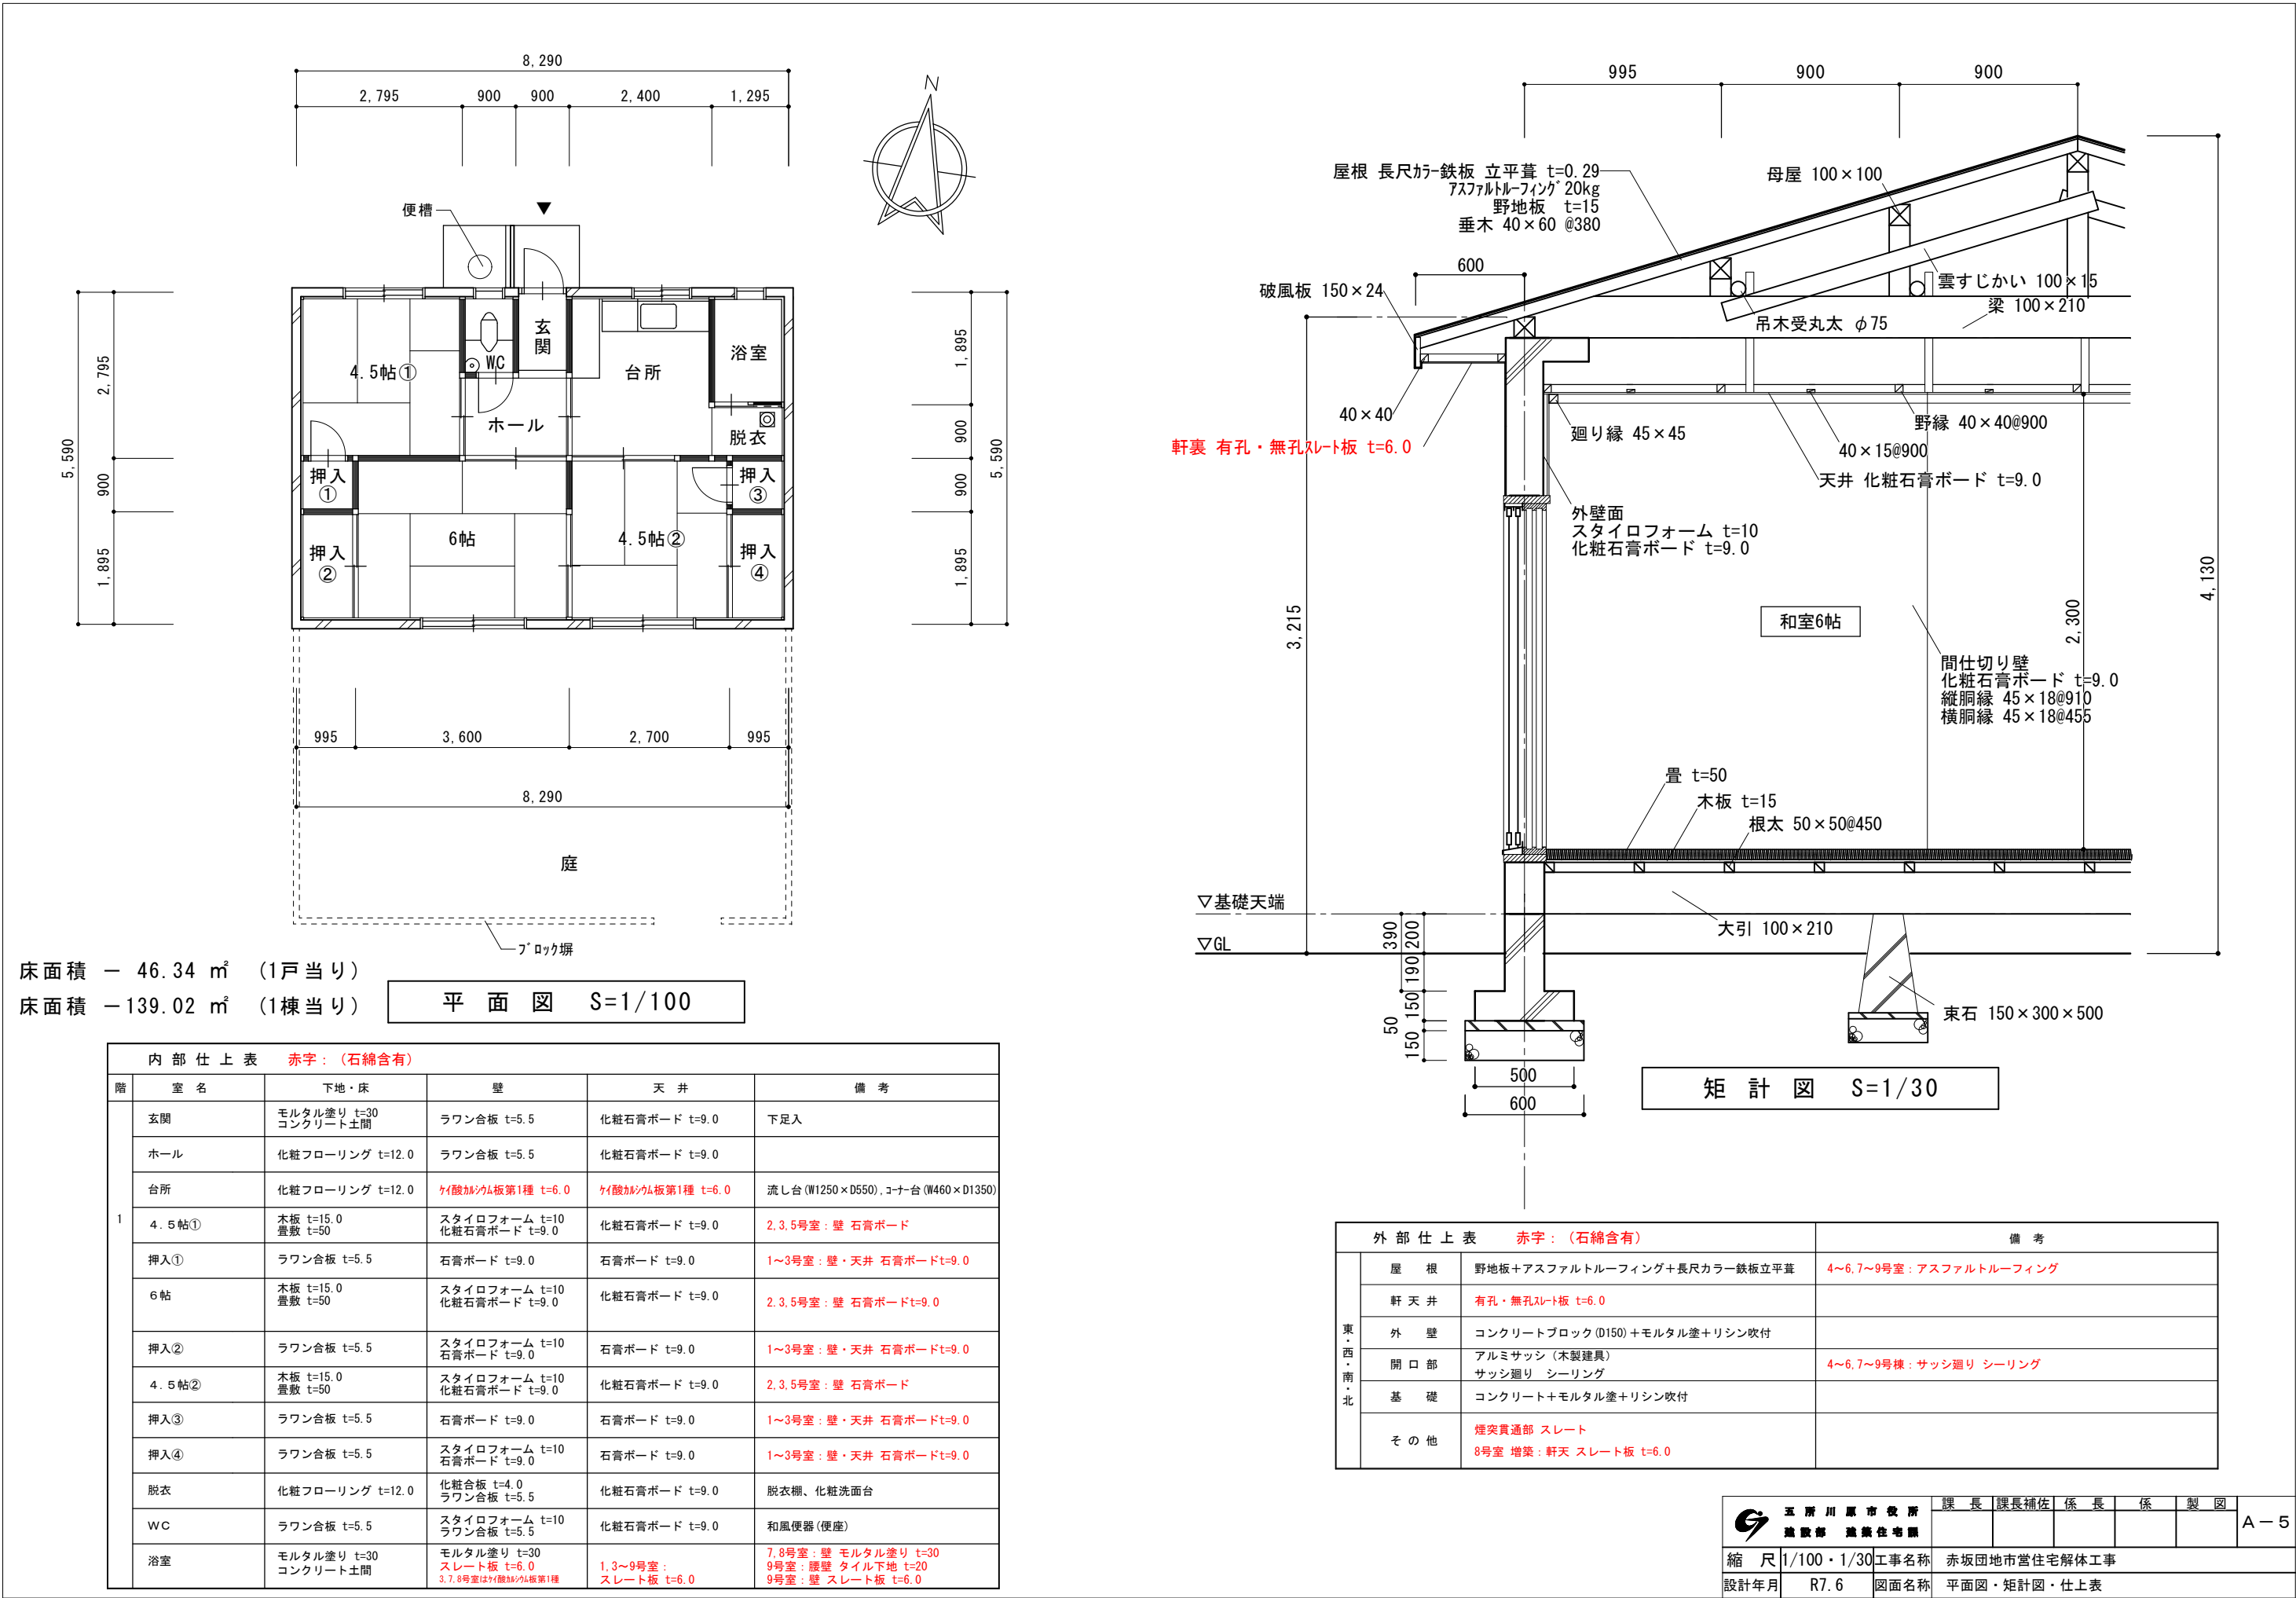 8,290
2,795 900 900 2,400 1,295
N
便槽
▼
5,590
2,795
900
1,895
1,895
900
900
1,895
5,590
4.5帖①
WC
玄関
台所
浴室
ホール
脱衣
押入①
押入②
6帖
4.5帖②
押入③
押入④
995 3,600 2,700 995
8,290
庭
ブロック塀
床面積 － 46.34 ㎡ (1戸当り)
床面積 －139.02 ㎡ (1棟当り)
平 面 図 S=1/100
995 900 900
屋根 長尺カラー鉄板 立平葺 t=0.29
アスファルトルーフィング 20kg
野地板 t=15
垂木 40×60 @380
母屋 100×100
600
破風板 150×24
雲すじかい 100×15
梁 100×210
吊木受丸太 φ75
40×40
軒裏 有孔・無孔スレート板 t=6.0
廻り縁 45×45
野縁 40×40@900
40×15@900
天井 化粧石膏ボード t=9.0
外壁面
スタイロフォーム t=10
化粧石膏ボード t=9.0
3,215
和室6帖
2,300
4,130
間仕切り壁
化粧石膏ボード t=9.0
縦胴縁 45×18@910
横胴縁 45×18@455
畳 t=50
木板 t=15
根太 50×50@450
▽基礎天端
▽GL
大引 100×210
390
200
190
150
50
150
束石 150×300×500
500
600
矩 計 図 S=1/30
内 部 仕 上 表 赤字：（石綿含有）
階 室 名 下地・床 壁 天 井 備 考
1
玄関 モルタル塗り t=30 コンクリート土間 ラワン合板 t=5.5 化粧石膏ボード t=9.0 下足入
ホール 化粧フローリング t=12.0 ラワン合板 t=5.5 化粧石膏ボード t=9.0
台所 化粧フローリング t=12.0 ケイ酸カルシウム板第1種 t=6.0 ケイ酸カルシウム板第1種 t=6.0 流し台(W1250×D550),コーナー台(W460×D1350)
4.5帖① 木板 t=15.0 畳敷 t=50 スタイロフォーム t=10 化粧石膏ボード t=9.0 化粧石膏ボード t=9.0 2,3,5号室：壁 石膏ボード
押入① ラワン合板 t=5.5 石膏ボード t=9.0 石膏ボード t=9.0 1～3号室：壁・天井 石膏ボードt=9.0
6帖 木板 t=15.0 畳敷 t=50 スタイロフォーム t=10 化粧石膏ボード t=9.0 化粧石膏ボード t=9.0 2,3,5号室：壁 石膏ボードt=9.0
押入② ラワン合板 t=5.5 スタイロフォーム t=10 石膏ボード t=9.0 石膏ボード t=9.0 1～3号室：壁・天井 石膏ボードt=9.0
4.5帖② 木板 t=15.0 畳敷 t=50 スタイロフォーム t=10 化粧石膏ボード t=9.0 化粧石膏ボード t=9.0 2,3,5号室：壁 石膏ボード
押入③ ラワン合板 t=5.5 石膏ボード t=9.0 石膏ボード t=9.0 1～3号室：壁・天井 石膏ボードt=9.0
押入④ ラワン合板 t=5.5 スタイロフォーム t=10 石膏ボード t=9.0 石膏ボード t=9.0 1～3号室：壁・天井 石膏ボードt=9.0
脱衣 化粧フローリング t=12.0 化粧合板 t=4.0 ラワン合板 t=5.5 化粧石膏ボード t=9.0 脱衣棚、化粧洗面台
WC ラワン合板 t=5.5 スタイロフォーム t=10 ラワン合板 t=5.5 化粧石膏ボード t=9.0 和風便器(便座)
浴室 モルタル塗り t=30 コンクリート土間 モルタル塗り t=30 スレート板 t=6.0 3,7,8号室はケイ酸カルシウム板第1種 1,3～9号室： スレート板 t=6.0 7,8号室：壁 モルタル塗り t=30 9号室：腰壁 タイル下地 t=20 9号室：壁 スレート板 t=6.0
外 部 仕 上 表 赤字：（石綿含有） 備 考
東・西・南・北
屋 根 野地板＋アスファルトルーフィング＋長尺カラー鉄板立平葺 4～6,7～9号室：アスファルトルーフィング
軒 天 井 有孔・無孔スレート板 t=6.0
外 壁 コンクリートブロック(D150)＋モルタル塗＋リシン吹付
開 口 部 アルミサッシ（木製建具） サッシ廻り シーリング 4～6,7～9号棟：サッシ廻り シーリング
基 礎 コンクリート＋モルタル塗＋リシン吹付
そ の 他 煙突貫通部 スレート
8号室 増築：軒天 スレート板 t=6.0
五所川原市役所
建設部 建築住宅課
課 長 課長補佐 係 長 係 製 図
A－5
縮 尺 1/100・1/30 工事名称 赤坂団地市営住宅解体工事
設計年月 R7.6 図面名称 平面図・矩計図・仕上表